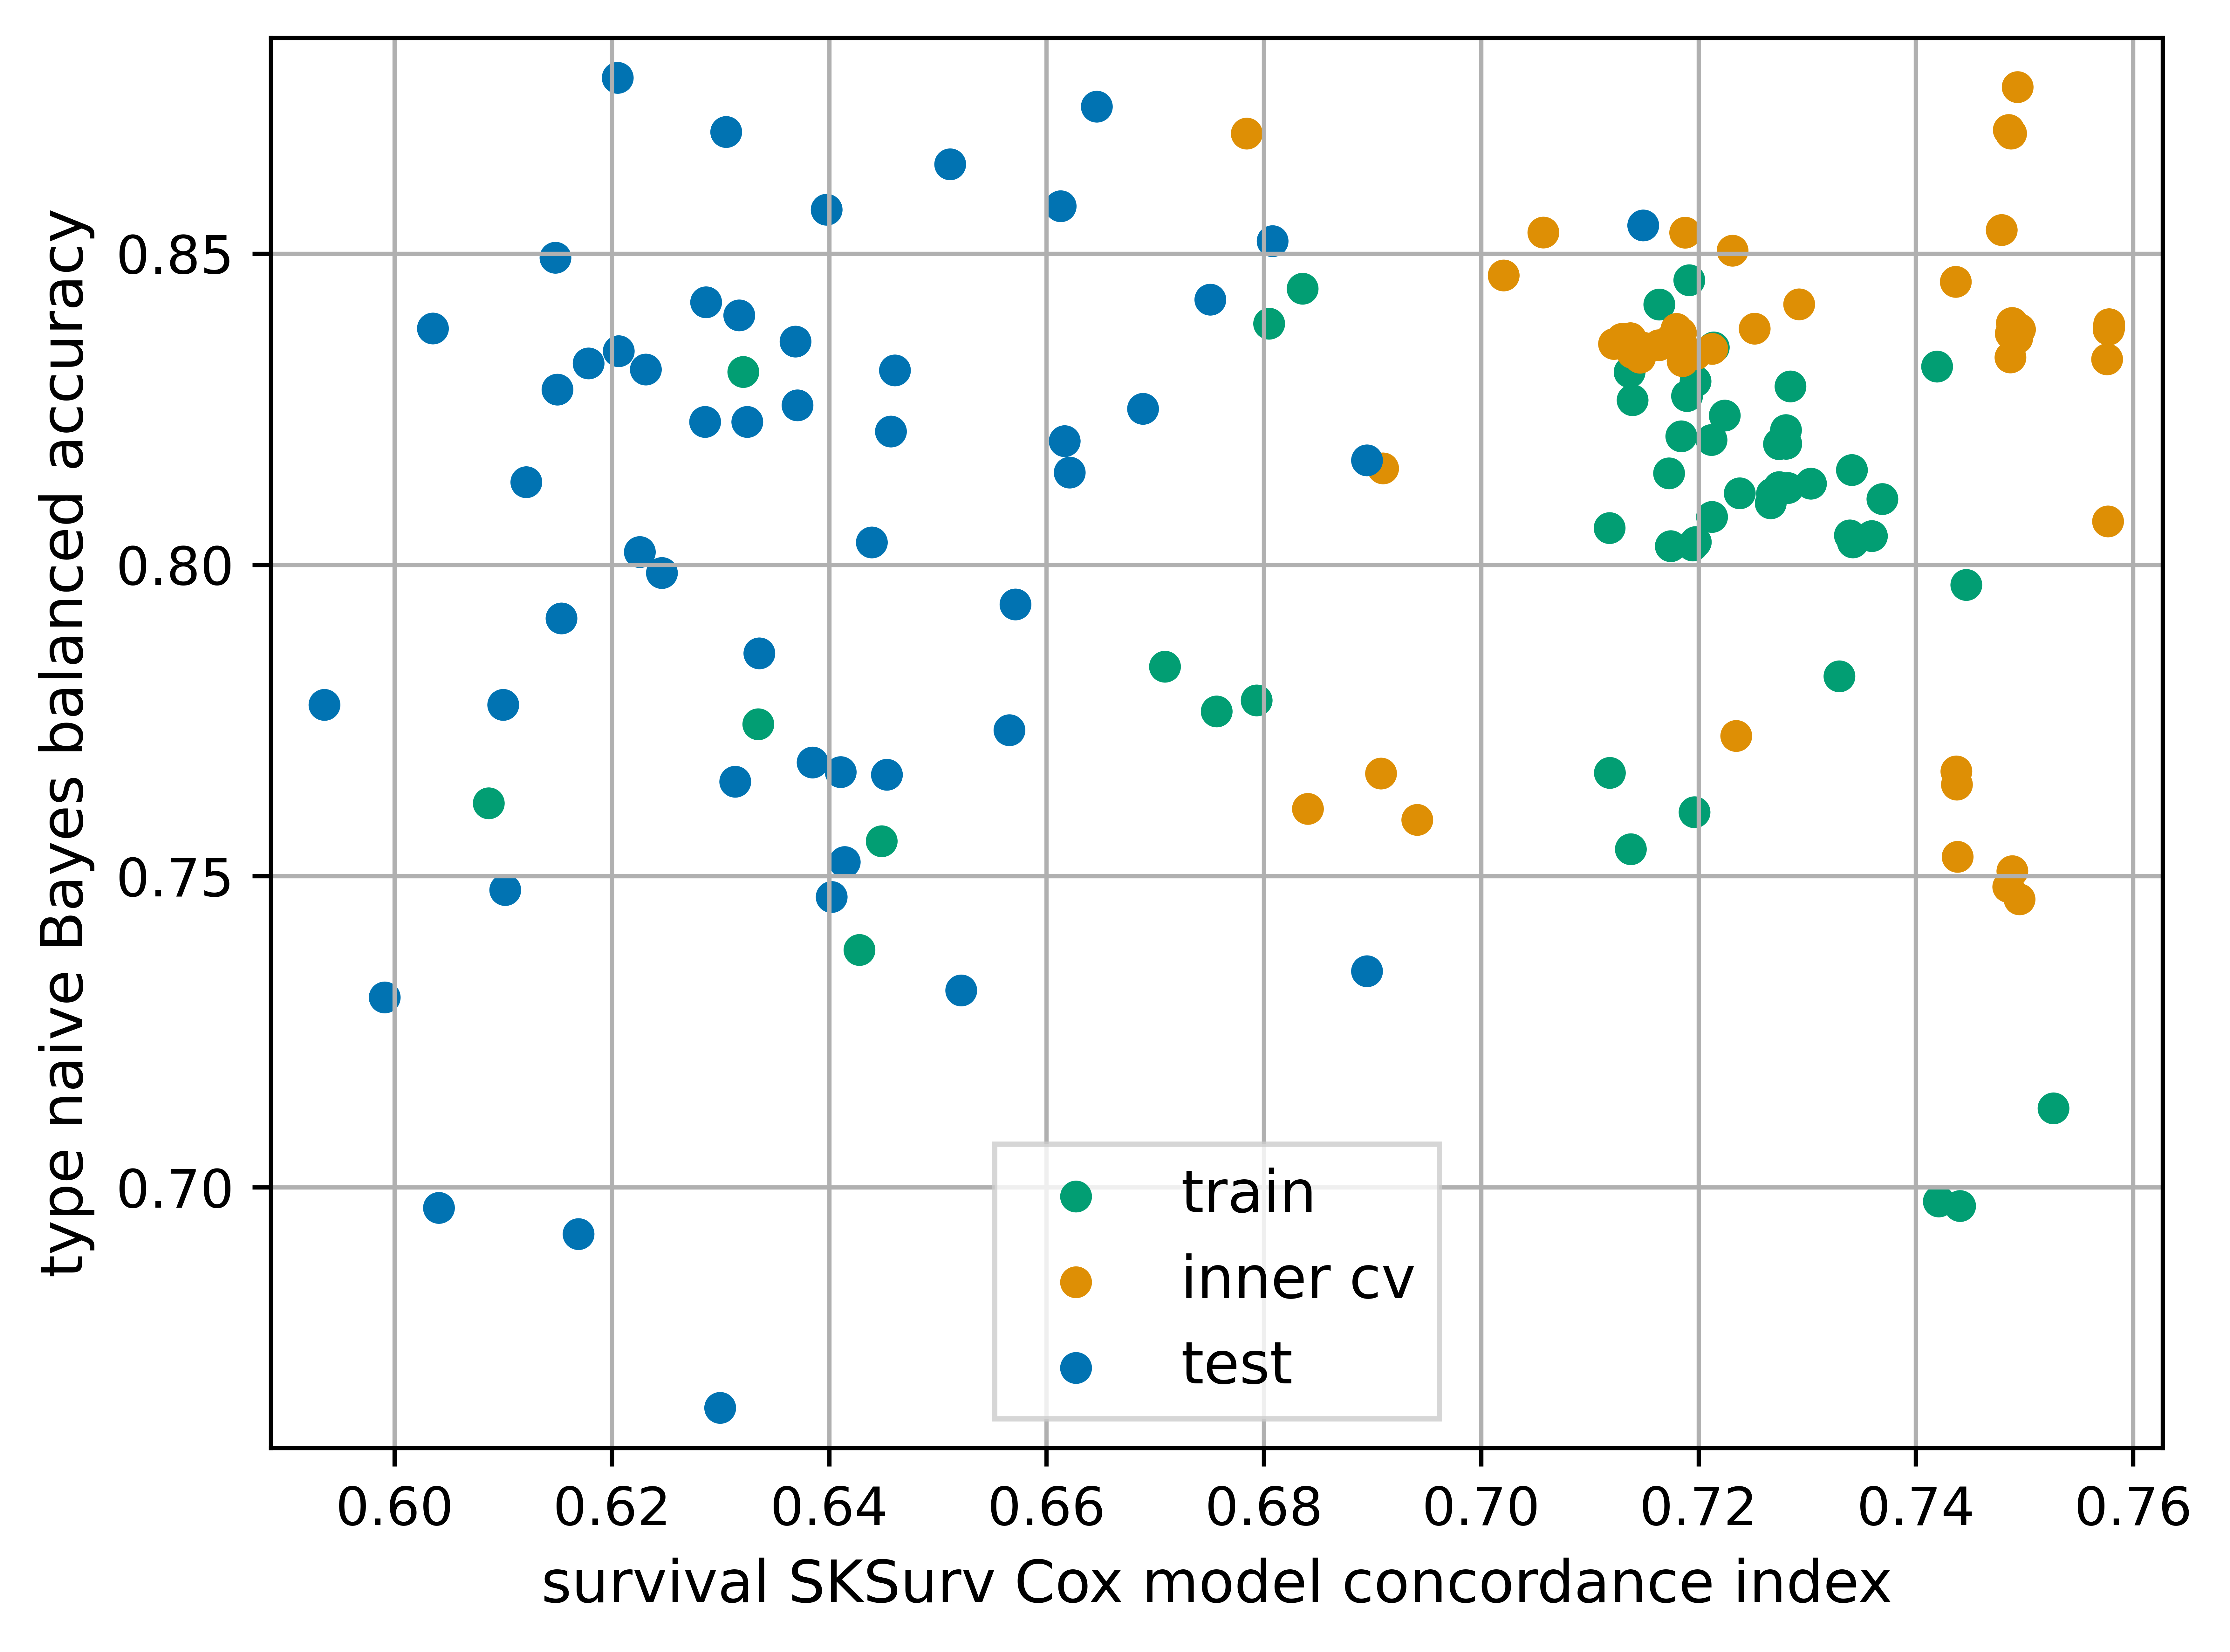 type naive Bayes balanced accuracy
0.85
0.80
0.75
0.70
train
inner cv
test
0.60 0.62 0.64 0.66 0.68 0.70 0.72 0.74 0.76
survival SKSurv Cox model concordance index